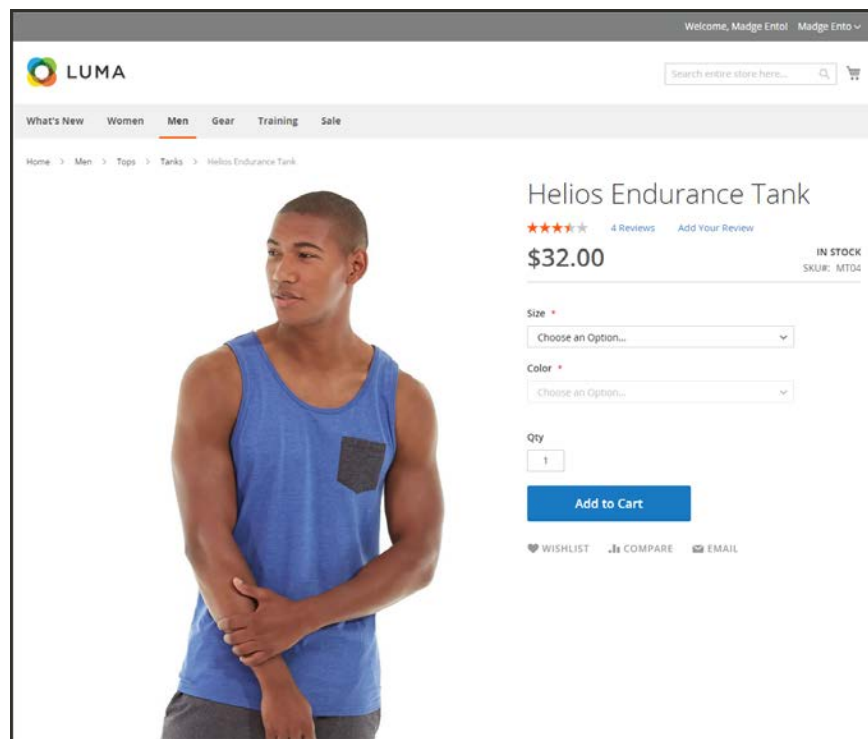 Welcome, Madge Ento! Madge Ento
LUMA
Search entire store here...
What's New Women Men Gear Training Sale
Home > Men > Tops > Tanks > Helios Endurance Tank
Helios Endurance Tank
4 Reviews Add Your Review
$32.00
IN STOCK
SKU#: MT04
Size *
Choose an Option...
Color *
Choose an Option...
Qty
1
Add to Cart
WISHLIST COMPARE EMAIL